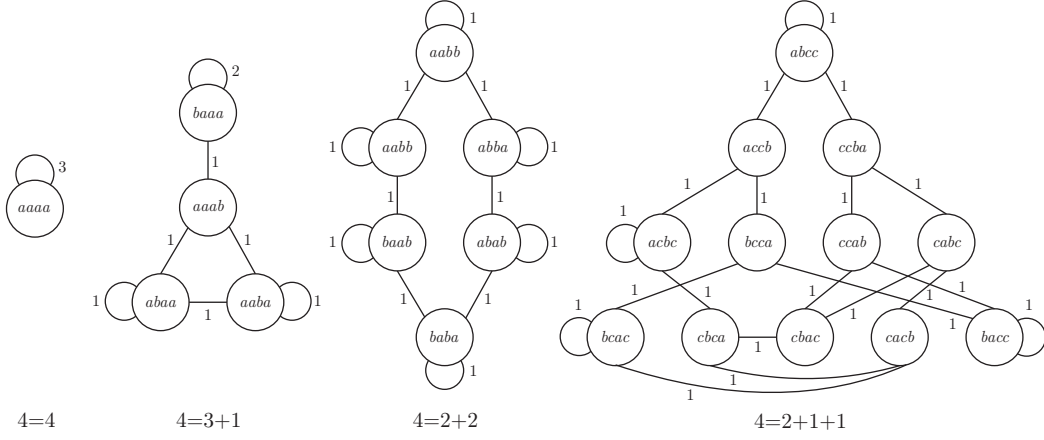 1 1
aabb abcc
2 1 1 1 1
baaa
3 1 aabb abba 1 accb ccba
1 1 1 1 1 1 1
aaaa aaab
1 1 1 baab abab 1 acbc bcca ccab cabc
1 abaa aaba 1 1 1 1 1 1 1 1 1
1 baba bcac cbca 1 cbac cacb 1 bacc
1 1 1
4=4 4=3+1 4=2+2 4=2+1+1